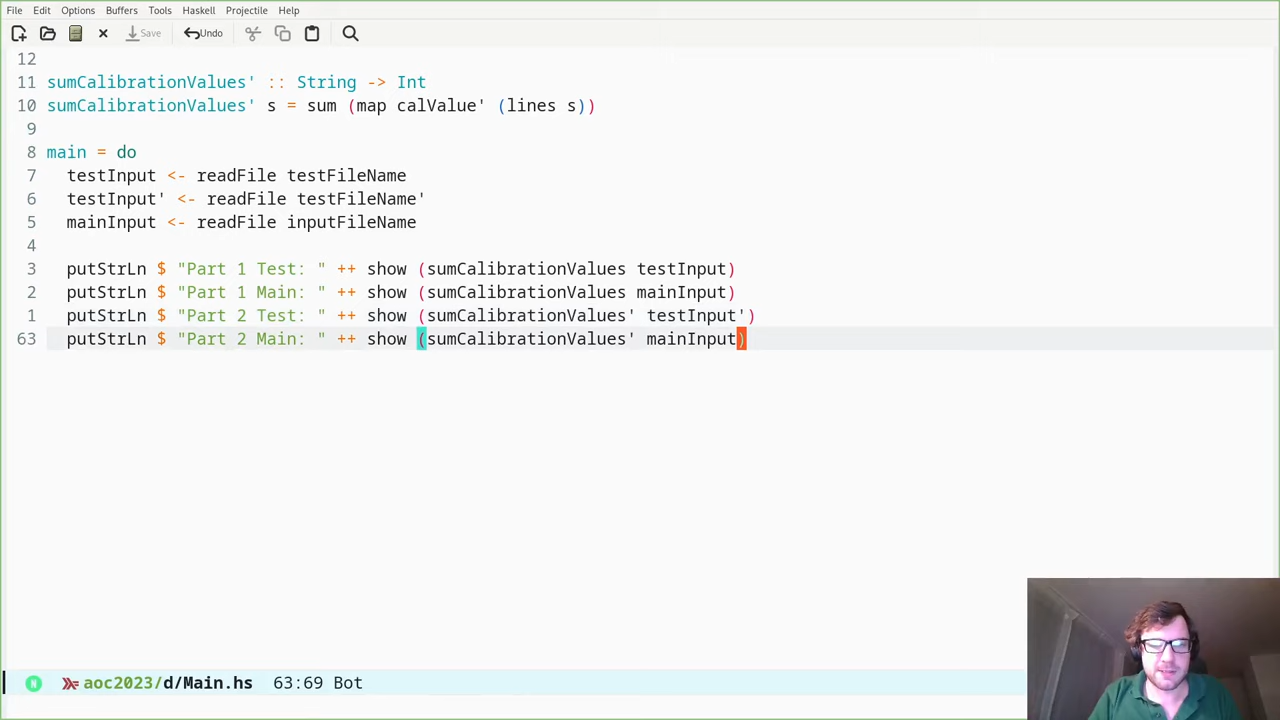 File Edit Options Buffers Tools Haskell Projectile Help
Save Undo
12
11 sumCalibrationValues' :: String -> Int
10 sumCalibrationValues' s = sum (map calValue' (lines s))
9
8 main = do
7   testInput <- readFile testFileName
6   testInput' <- readFile testFileName'
5   mainInput <- readFile inputFileName
4
3   putStrLn $ "Part 1 Test: " ++ show (sumCalibrationValues testInput)
2   putStrLn $ "Part 1 Main: " ++ show (sumCalibrationValues mainInput)
1   putStrLn $ "Part 2 Test: " ++ show (sumCalibrationValues' testInput')
63   putStrLn $ "Part 2 Main: " ++ show (sumCalibrationValues' mainInput)
N aoc2023/d/Main.hs 63:69 Bot